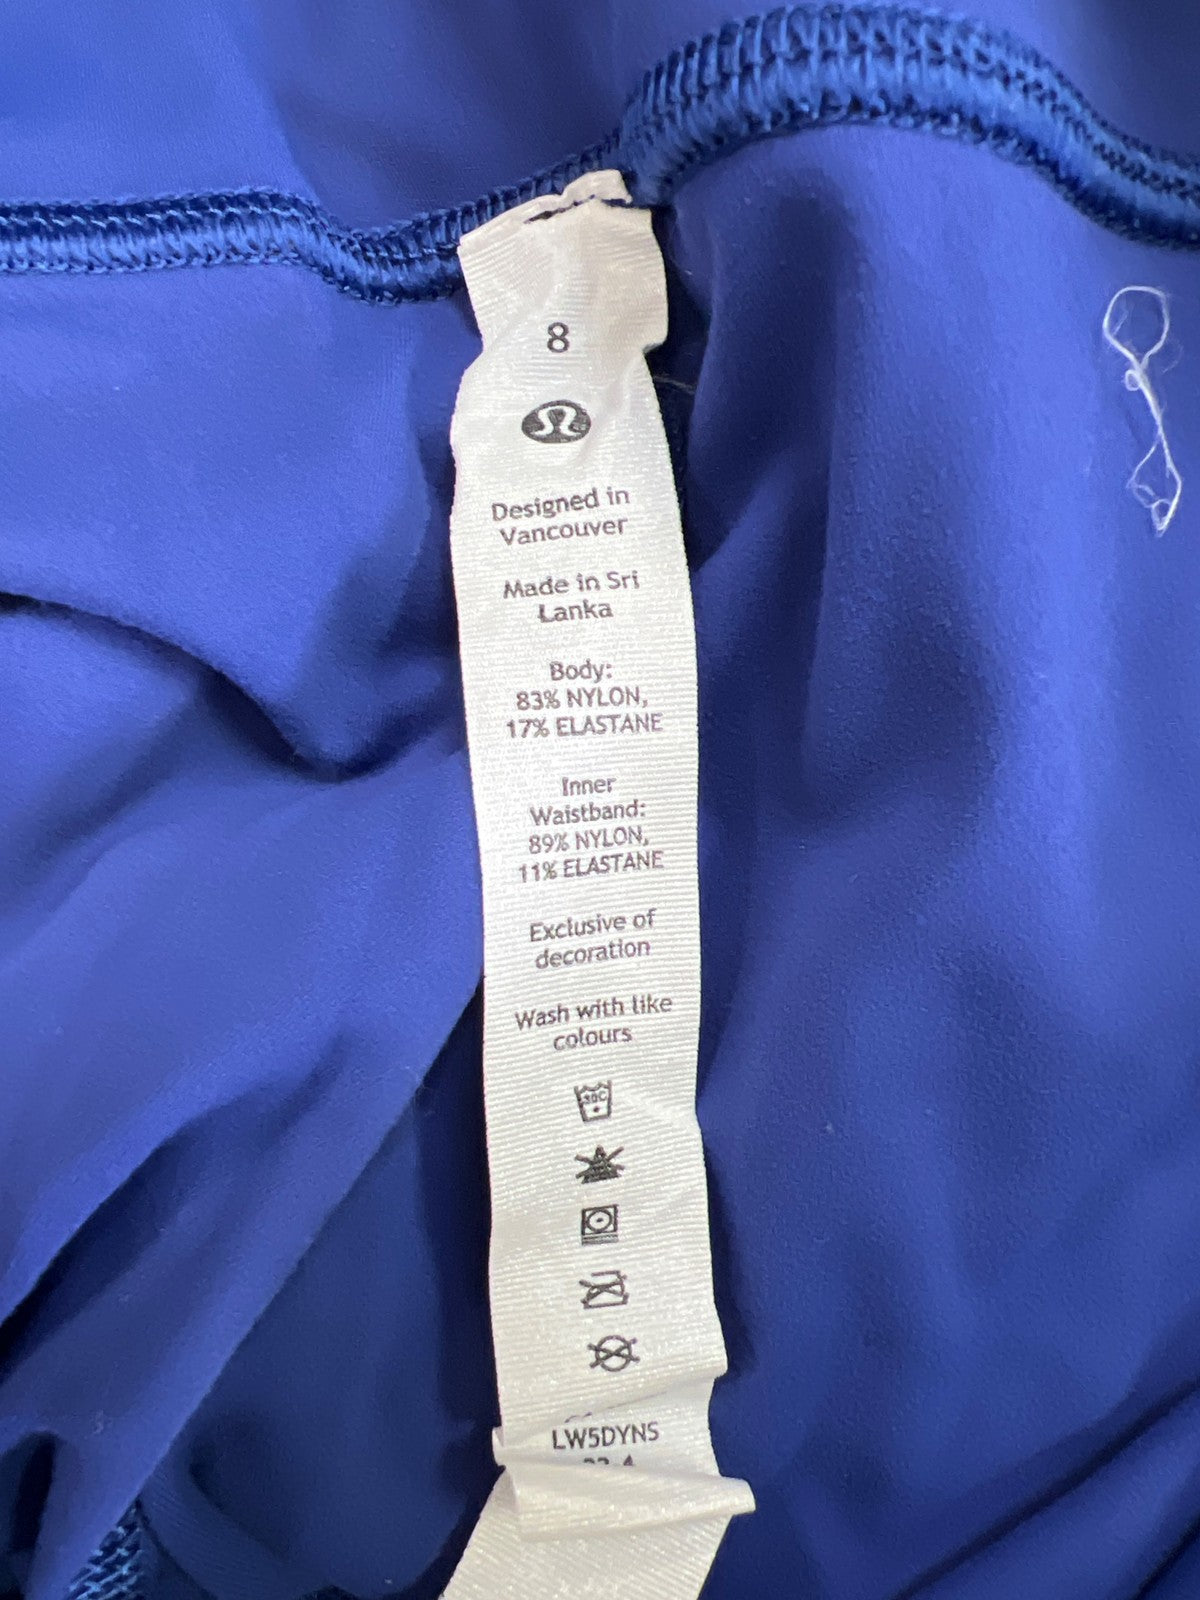 8
Designed in
Vancouver
Made in Sri
Lanka
Body:
83% NYLON,
17% ELASTANE
Inner
Waistband:
89% NYLON,
11% ELASTANE
Exclusive of
decoration
Wash with like
colours
30C
LW5DYNS